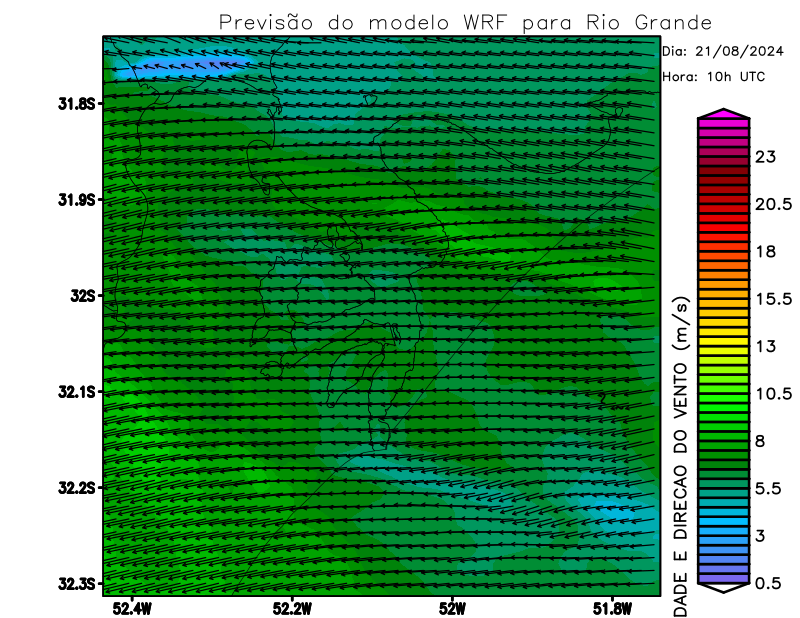 Previsão do modelo WRF para Rio Grande
Dia: 21/08/2024
Hora: 10h UTC
31.8S
31.9S
32S
32.1S
32.2S
32.3S
52.4W
52.2W
52W
51.8W
23
20.5
18
15.5
13
10.5
8
5.5
3
0.5
DADE E DIRECAO DO VENTO (m/s)
2